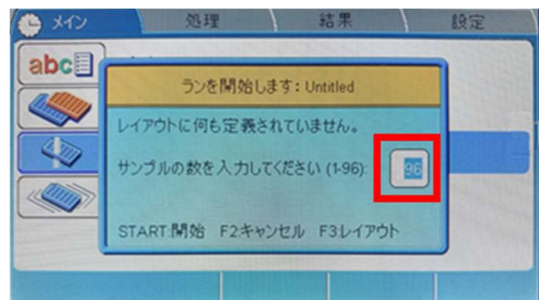 メイン 処理 結果 設定
abc
ランを開始します: Untitled
レイアウトに何も定義されていません。
サンプルの数を入力してください (1-96): 96
START:開始 F2:キャンセル F3:レイアウト